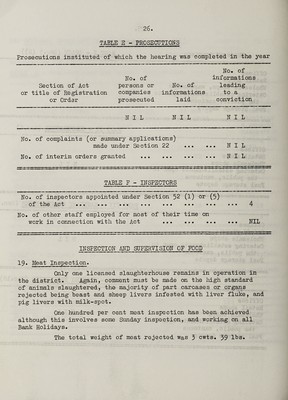 26.
TABLE E - PROSECUTIONS
Prosecutions instituted of which the hearing was completed in the year
Section of Act or title of Registration or Order
No. of persons or companies prosecuted
No. of informations laid
No. of informations leading to a conviction
N I L N I L N I L
No. of complaints (or summary applications)
made under Section 22 ... ... N I L
No. of interim orders granted ... ... ... ... N I L
TABLE F - INSPECTORS
No. of inspectors appointed under Section 52 (1) or (5)
of the Act ... ... ... ... ... ... ... ... 4
No. of other staff employed for most of their time on
work in connection with the Act ... ... ... ... NIL
INSPECTION AND SUPERVISION OF FOOD
19. Meat Inspection.
Only one licensed slaughterhouse remains in operation in
the district. Again, comment must be made on the high standard
of animals slaughtered, the majority of part carcases or organs
rejected being beast and sheep livers infested with liver fluke, and
pig livers with milk-spot.
One hundred per cent meat inspection has been achieved
although this involves some Sunday inspection, and working on all
Bank Holidays.
The total weight of meat rejected was 3 cwts. 39 lbs.